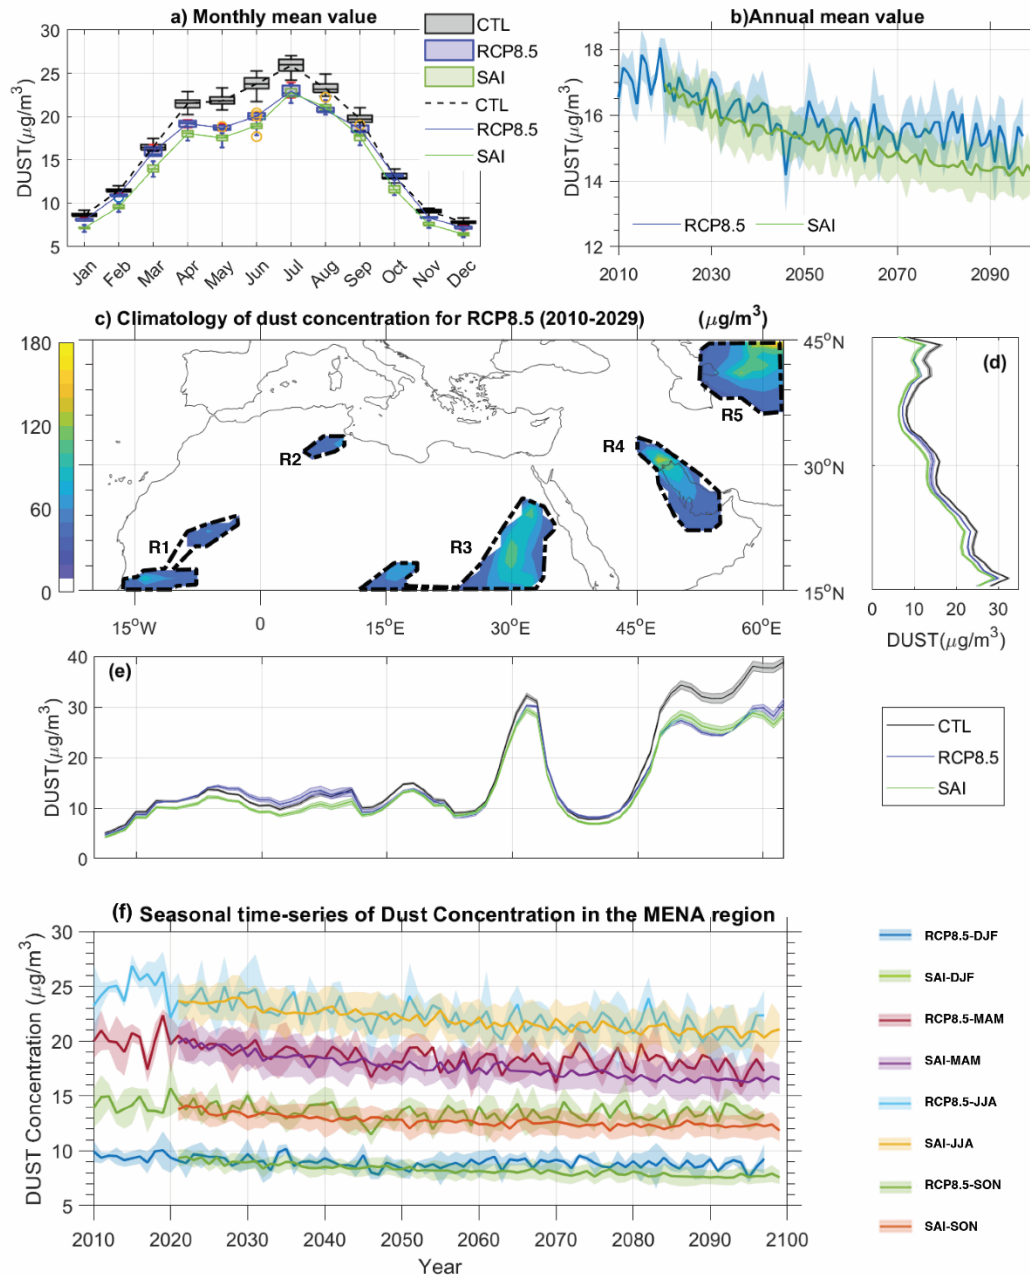 a) Monthly mean value
DUST(μg/m³)
30
25
20
15
10
5
Jan Feb Mar Apr May Jun Jul Aug Sep Oct Nov Dec
CTL
RCP8.5
SAI
CTL
RCP8.5
SAI
b)Annual mean value
DUST(μg/m³)
18
16
14
12
RCP8.5 SAI
2010 2030 2050 2070 2090
c) Climatology of dust concentration for RCP8.5 (2010-2029) (μg/m³)
180
120
60
0
R1
R2
R3
R4
R5
45°N
30°N
15°N
15°W 0 15°E 30°E 45°E 60°E
(d)
0 10 20 30
DUST(μg/m³)
(e)
DUST(μg/m³)
40
30
20
10
0
CTL
RCP8.5
SAI
(f) Seasonal time-series of Dust Concentration in the MENA region
DUST Concentration (μg/m³)
30
25
20
15
10
5
2010 2020 2030 2040 2050 2060 2070 2080 2090 2100
Year
RCP8.5-DJF
SAI-DJF
RCP8.5-MAM
SAI-MAM
RCP8.5-JJA
SAI-JJA
RCP8.5-SON
SAI-SON